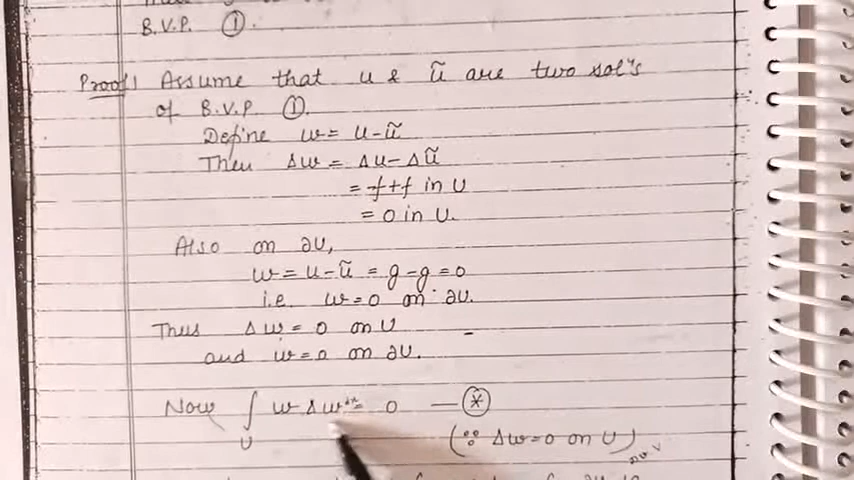 B.V.P. ①.
Proof! Assume that u & ũ are two sol's
of B.V.P. ①.
Define w = u - ũ
Then Δw = Δu - Δũ
= -f+f in U
= 0 in U.
Also on ∂U,
w = u - ũ = g - g = 0
i.e. w = 0 on ∂U.
Thus Δw = 0 on U
and w = 0 on ∂U.
Now ∫ w Δw dx = 0 — ⊛
U
(∵ Δw = 0 on U)